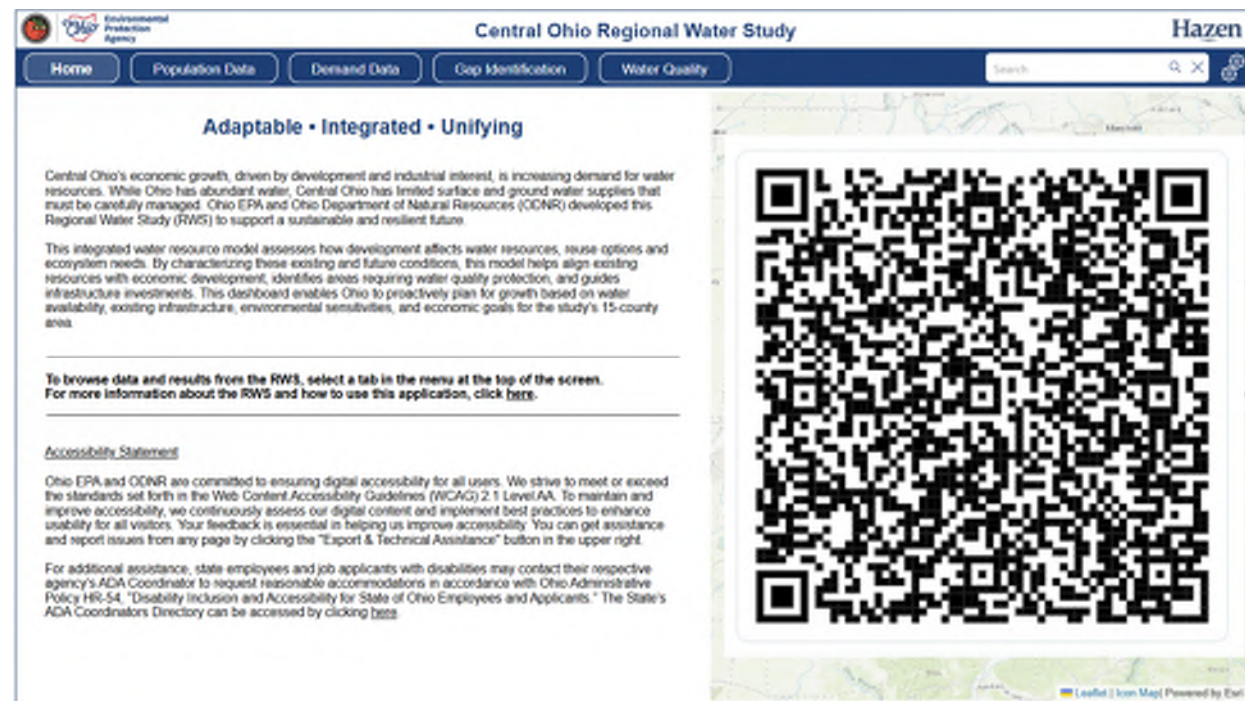 Ohio
Environmental
Protection
Agency
Central Ohio Regional Water Study
Hazen
Home
Population Data
Demand Data
Gap Identification
Water Quality
Search
Adaptable • Integrated • Unifying
Central Ohio's economic growth, driven by development and industrial interest, is increasing demand for water
resources. While Ohio has abundant water, Central Ohio has limited surface and ground water supplies that
must be carefully managed. Ohio EPA and Ohio Department of Natural Resources (ODNR) developed this
Regional Water Study (RWS) to support a sustainable and resilient future.
This integrated water resource model assesses how development affects water resources, reuse options and
ecosystem needs. By characterizing these existing and future conditions, this model helps align existing
resources with economic development, identifies areas requiring water quality protection, and guides
infrastructure investments. This dashboard enables Ohio to proactively plan for growth based on water
availability, existing infrastructure, environmental sensitivities, and economic goals for the study's 15-county
area.
To browse data and results from the RWS, select a tab in the menu at the top of the screen.
For more information about the RWS and how to use this application, click here.
Accessibility Statement
Ohio EPA and ODNR are committed to ensuring digital accessibility for all users. We strive to meet or exceed
the standards set forth in the Web Content Accessibility Guidelines (WCAG) 2.1 Level AA. To maintain and
improve accessibility, we continuously assess our digital content and implement best practices to enhance
usability for all visitors. Your feedback is essential in helping us improve accessibility. You can get assistance
and report issues from any page by clicking the "Export & Technical Assistance" button in the upper right.
For additional assistance, state employees and job applicants with disabilities may contact their respective
agency's ADA Coordinator to request reasonable accommodations in accordance with Ohio Administrative
Policy HR-54, "Disability Inclusion and Accessibility for State of Ohio Employees and Applicants." The State's
ADA Coordinators Directory can be accessed by clicking here.
Leaflet | Icon Map| Powered by Esri